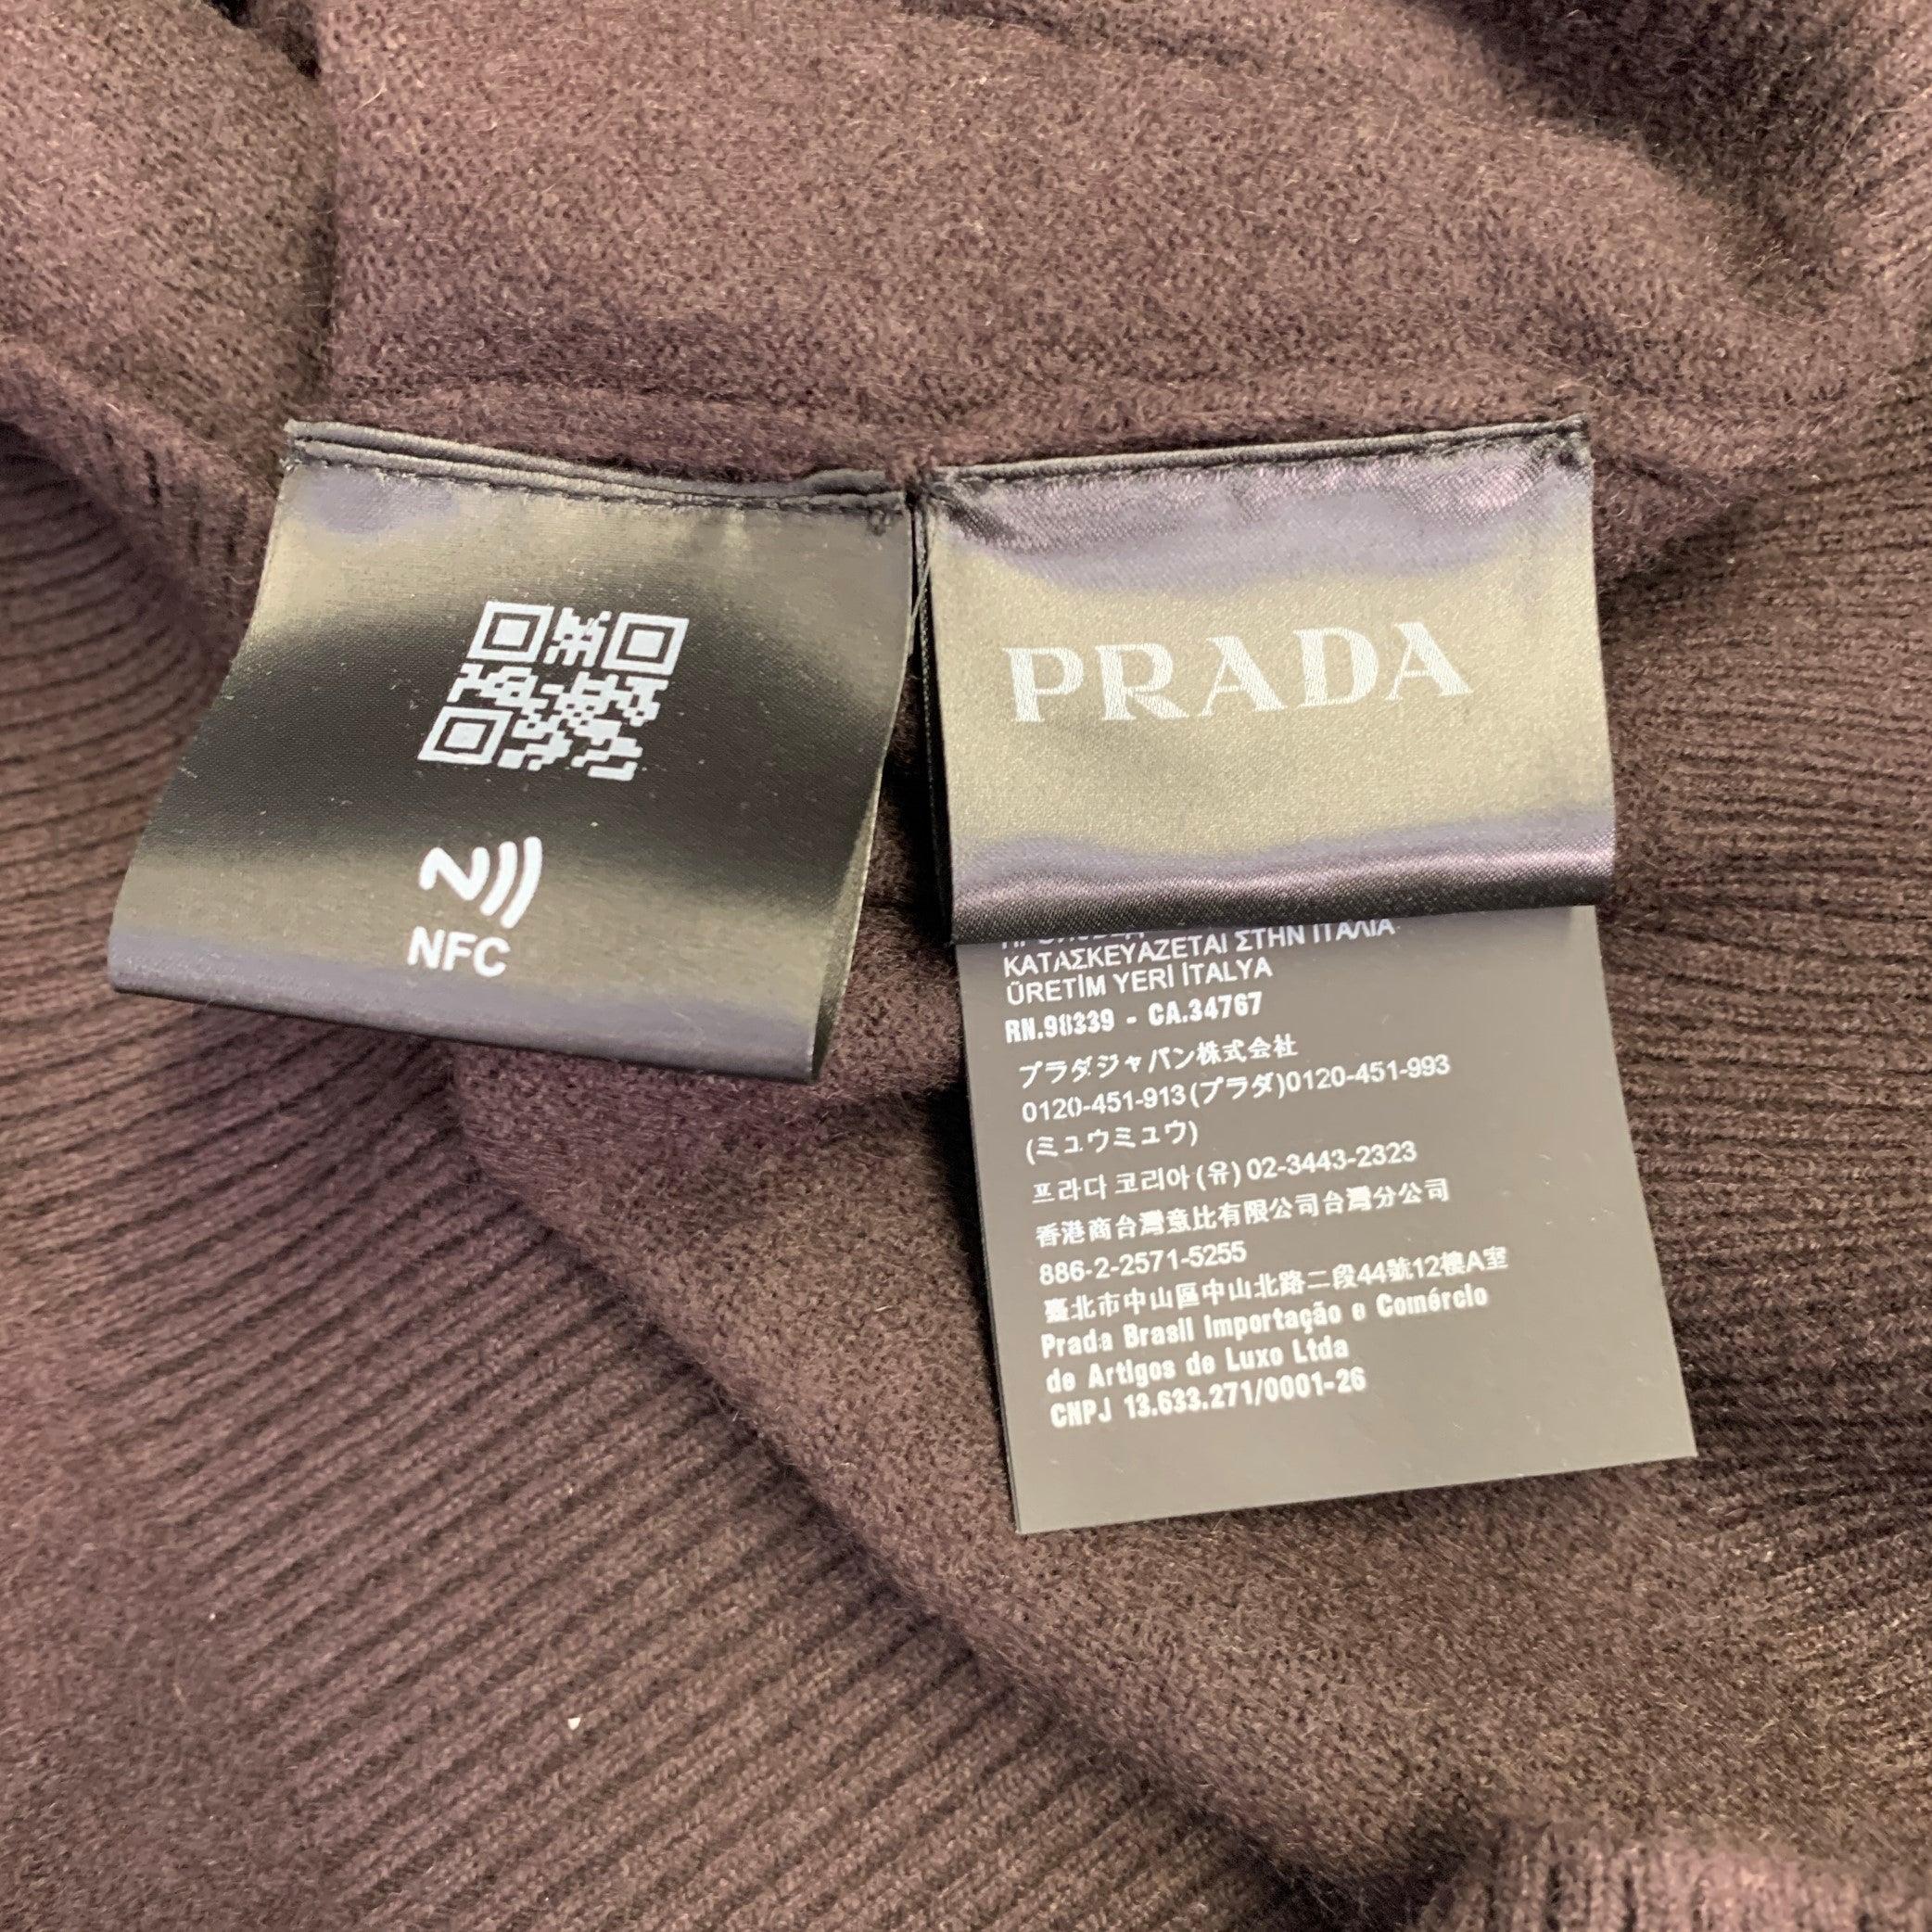 NFC
PRADA
ΚΑΤΑΣΚΕΥΑΖΕΤΑΙ ΣΤΗΝ ΙΤΑΛΙΑ
ÜRETİM YERİ İTALYA
RN.98339 - CA.34767
プラダジャパン株式会社
0120-451-913(プラダ)0120-451-993
(ミュウミュウ)
프라다 코리아(유) 02-3443-2323
香港商台灣意比有限公司台灣分公司
886-2-2571-5255
臺北市中山區中山北路二段44號12樓A室
Prada Brasil Importação e Comércio
de Artigos de Luxo Ltda
CNPJ 13.633.271/0001-26